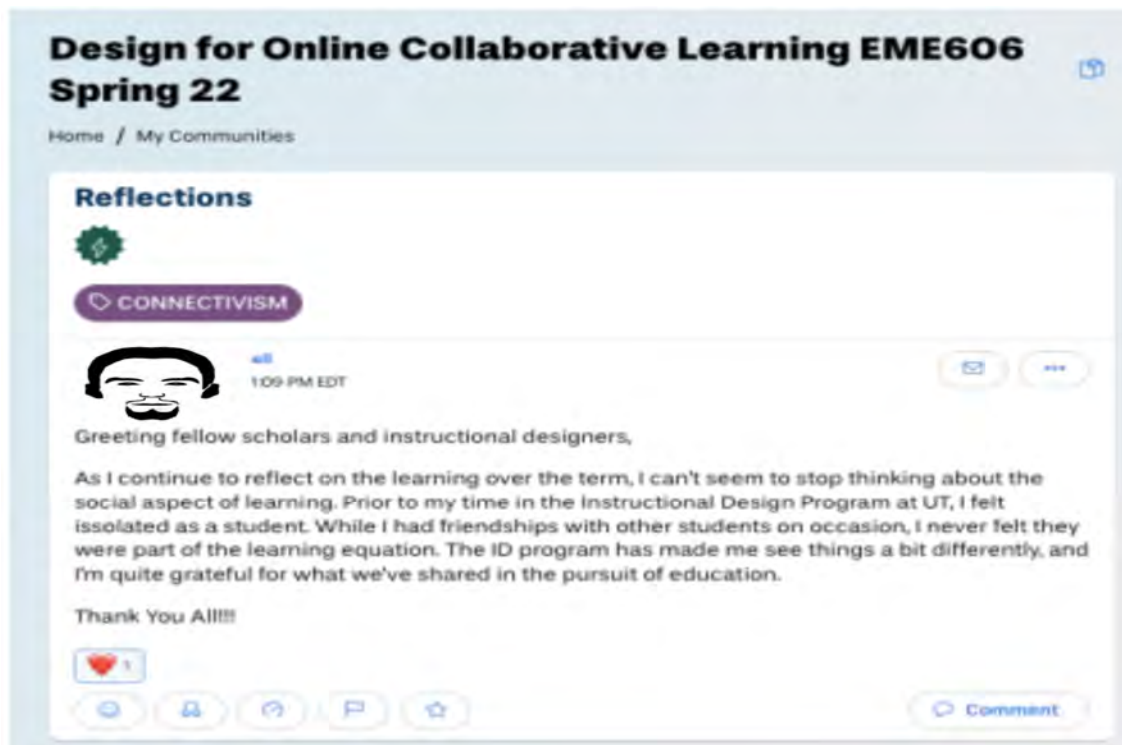 Design for Online Collaborative Learning EME606
Spring 22
Home / My Communities
Reflections
CONNECTIVISM
eli
1:09 PM EDT
Greeting fellow scholars and instructional designers,
As I continue to reflect on the learning over the term, I can't seem to stop thinking about the
social aspect of learning. Prior to my time in the Instructional Design Program at UT, I felt
issolated as a student. While I had friendships with other students on occasion, I never felt they
were part of the learning equation. The ID program has made me see things a bit differently, and
I'm quite grateful for what we've shared in the pursuit of education.
Thank You All!!!!
1
Comment